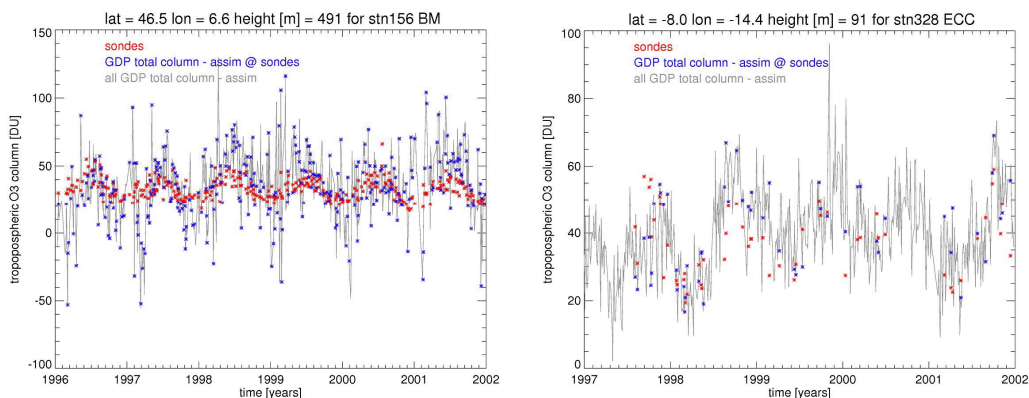 lat = 46.5 lon = 6.6 height [m] = 491 for stn156 BM
sondes
GDP total column - assim @ sondes
all GDP total column - assim
tropopospheric O3 column [DU]
150
100
50
0
-50
-100
1996
1997
1998
1999
2000
2001
2002
time [years]
lat = -8.0 lon = -14.4 height [m] = 91 for stn328 ECC
sondes
GDP total column - assim @ sondes
all GDP total column - assim
tropopospheric O3 column [DU]
100
80
60
40
20
0
1997
1998
1999
2000
2001
2002
time [years]